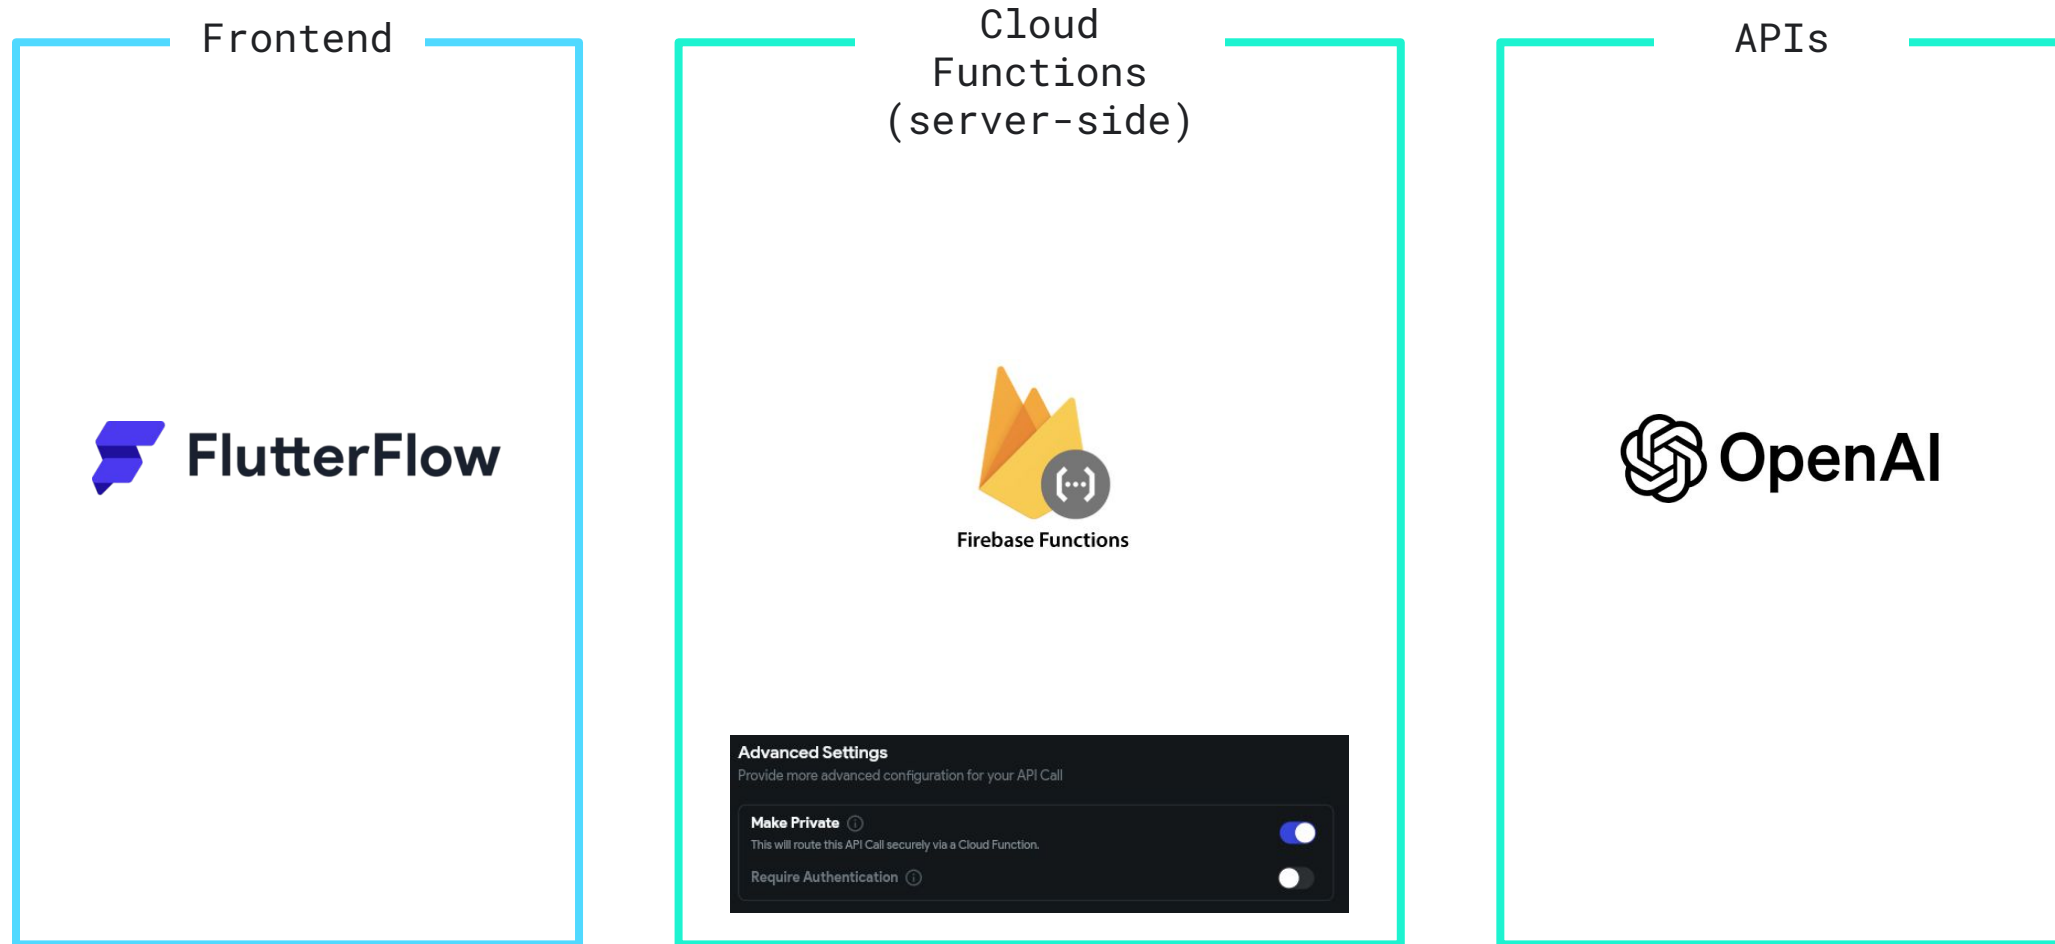 Frontend
Cloud
Functions
(server-side)
APIs
FlutterFlow
Firebase Functions
OpenAI
Advanced Settings
Provide more advanced configuration for your API Call
Make Private
This will route this API Call securely via a Cloud Function.
Require Authentication